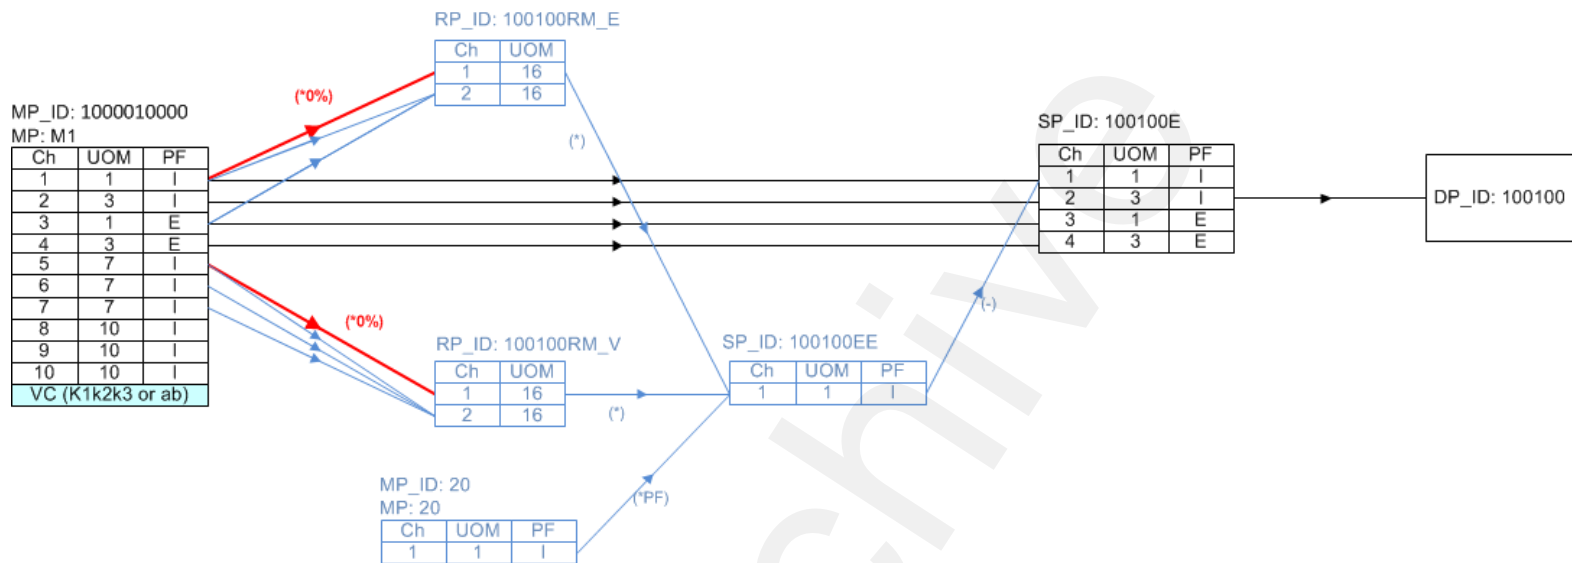 RP_ID: 100100RM_E
Ch UOM
1 16
2 16
(*0%)
MP_ID: 1000010000
MP: M1
Ch UOM PF
1 1 I
2 3 I
3 1 E
4 3 E
5 7 I
6 7 I
7 7 I
8 10 I
9 10 I
10 10 I
VC (K1k2k3 or ab)
(*)
SP_ID: 100100E
Ch UOM PF
1 1 I
2 3 I
3 1 E
4 3 E
DP_ID: 100100
(*0%)
RP_ID: 100100RM_V
Ch UOM
1 16
2 16
(*)
SP_ID: 100100EE
Ch UOM PF
1 1 I
(-)
MP_ID: 20
MP: 20
Ch UOM PF
1 1 I
(*PF)
chive